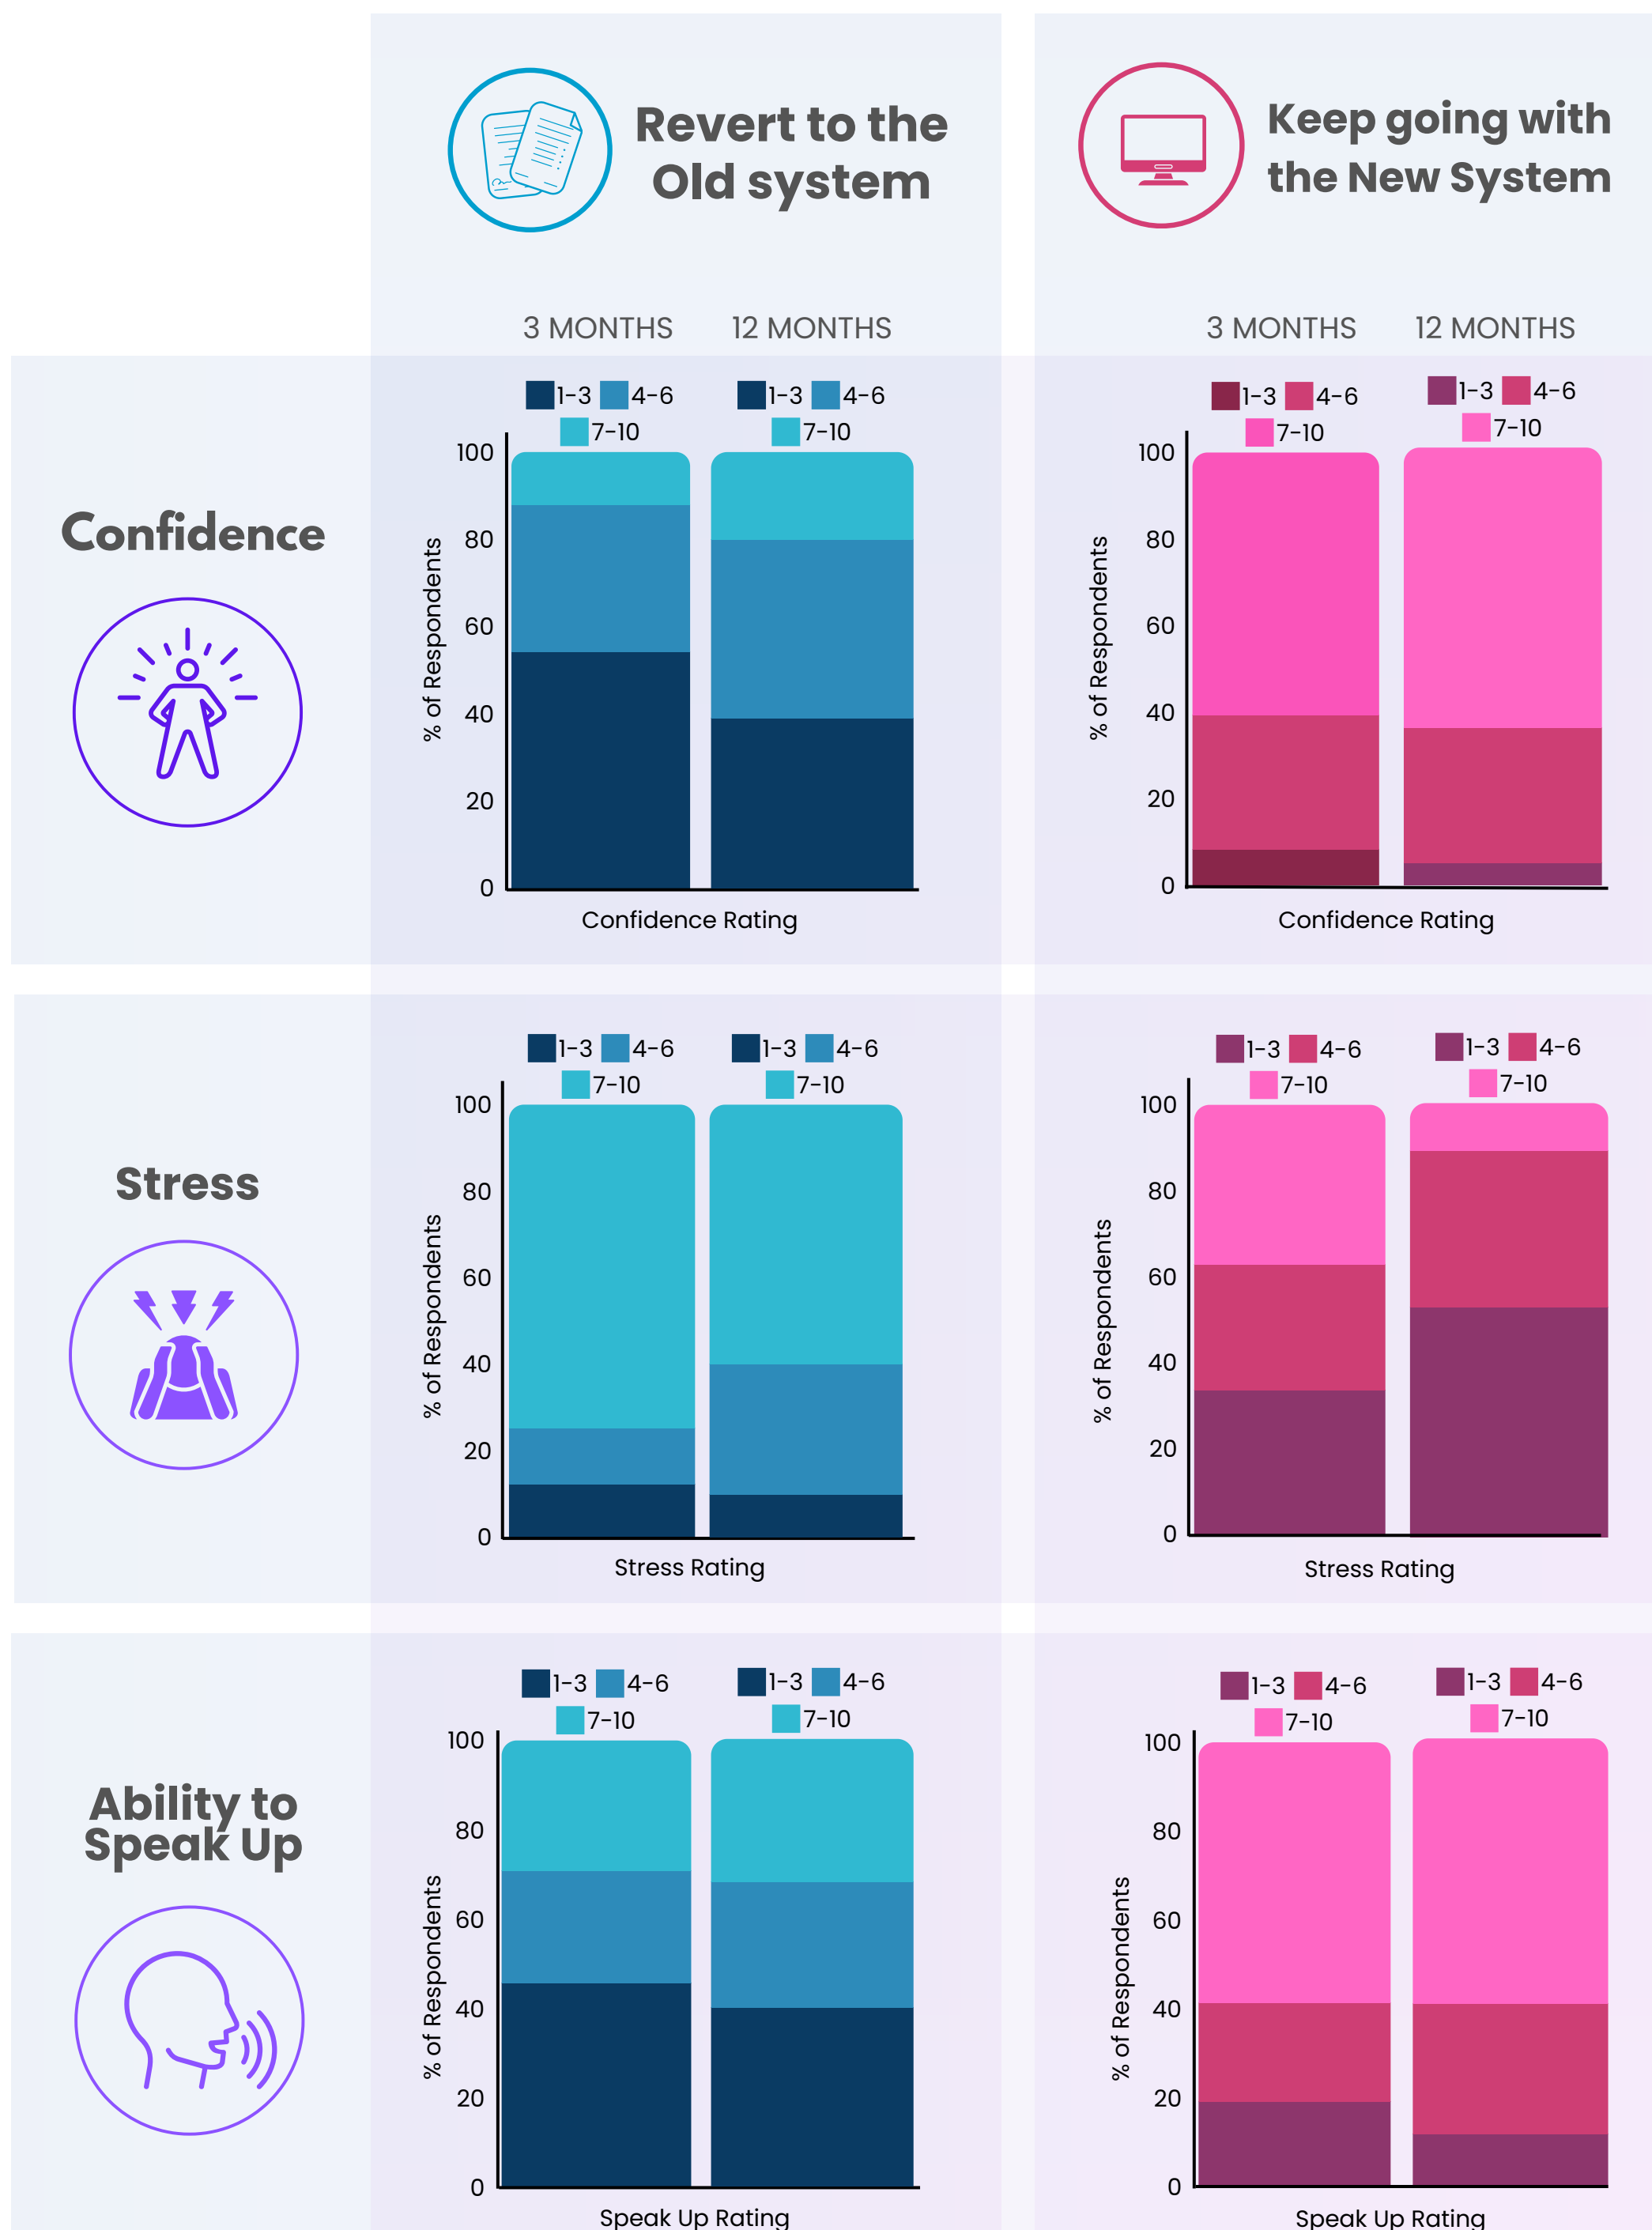 Revert to the
Old system
Keep going with
the New System
3 MONTHS
12 MONTHS
3 MONTHS
12 MONTHS
Confidence
1-3 4-6
7-10
1-3 4-6
7-10
100
80
60
40
20
0
% of Respondents
Confidence Rating
1-3 4-6
7-10
1-3 4-6
7-10
100
80
60
40
20
0
% of Respondents
Confidence Rating
Stress
1-3 4-6
7-10
1-3 4-6
7-10
100
80
60
40
20
0
% of Respondents
Stress Rating
1-3 4-6
7-10
1-3 4-6
7-10
100
80
60
40
20
0
% of Respondents
Stress Rating
Ability to
Speak Up
1-3 4-6
7-10
1-3 4-6
7-10
100
80
60
40
20
0
% of Respondents
Speak Up Rating
1-3 4-6
7-10
1-3 4-6
7-10
100
80
60
40
20
0
% of Respondents
Speak Up Rating